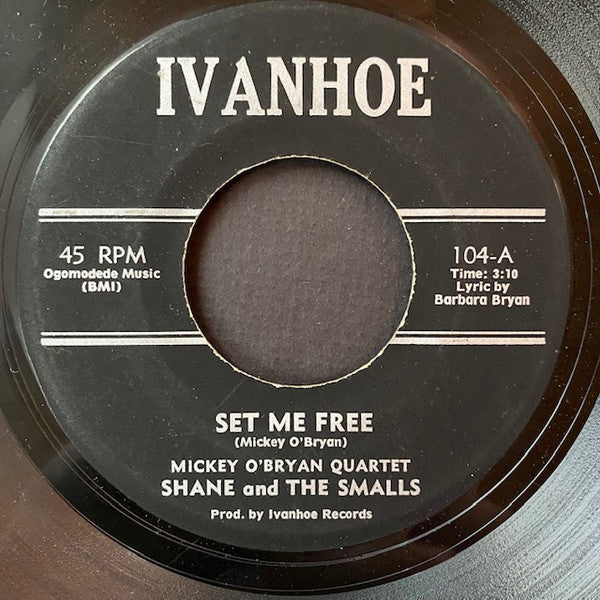 IVANHOE
45 RPM
Ogomodede Music
(BMI)
104-A
Time: 3:10
Lyric by
Barbara Bryan
SET ME FREE
(Mickey O'Bryan)
MICKEY O'BRYAN QUARTET
SHANE and THE SMALLS
Prod. by Ivanhoe Records